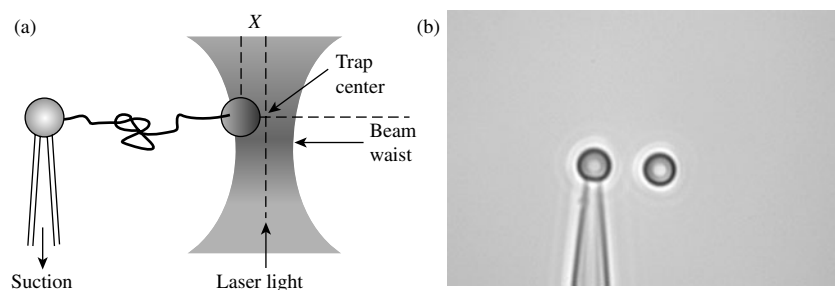 (a)
X
Trap
center
Beam
waist
Suction
Laser light
(b)